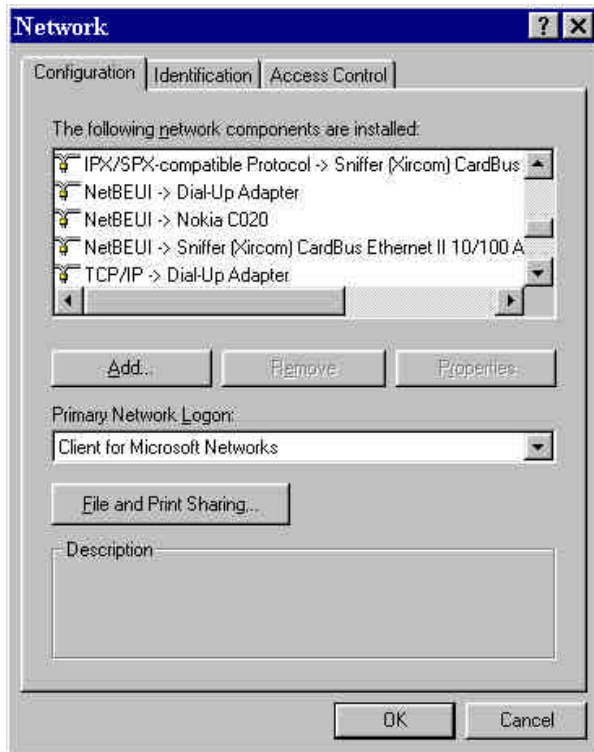 Network
Configuration Identification Access Control
The following network components are installed:
IPX/SPX-compatible Protocol -> Sniffer (Xircom) CardBus
NetBEUI -> Dial-Up Adapter
NetBEUI -> Nokia C020
NetBEUI -> Sniffer (Xircom) CardBus Ethernet II 10/100 A
TCP/IP -> Dial-Up Adapter
Add... Remove Properties
Primary Network Logon:
Client for Microsoft Networks
File and Print Sharing...
Description
OK Cancel